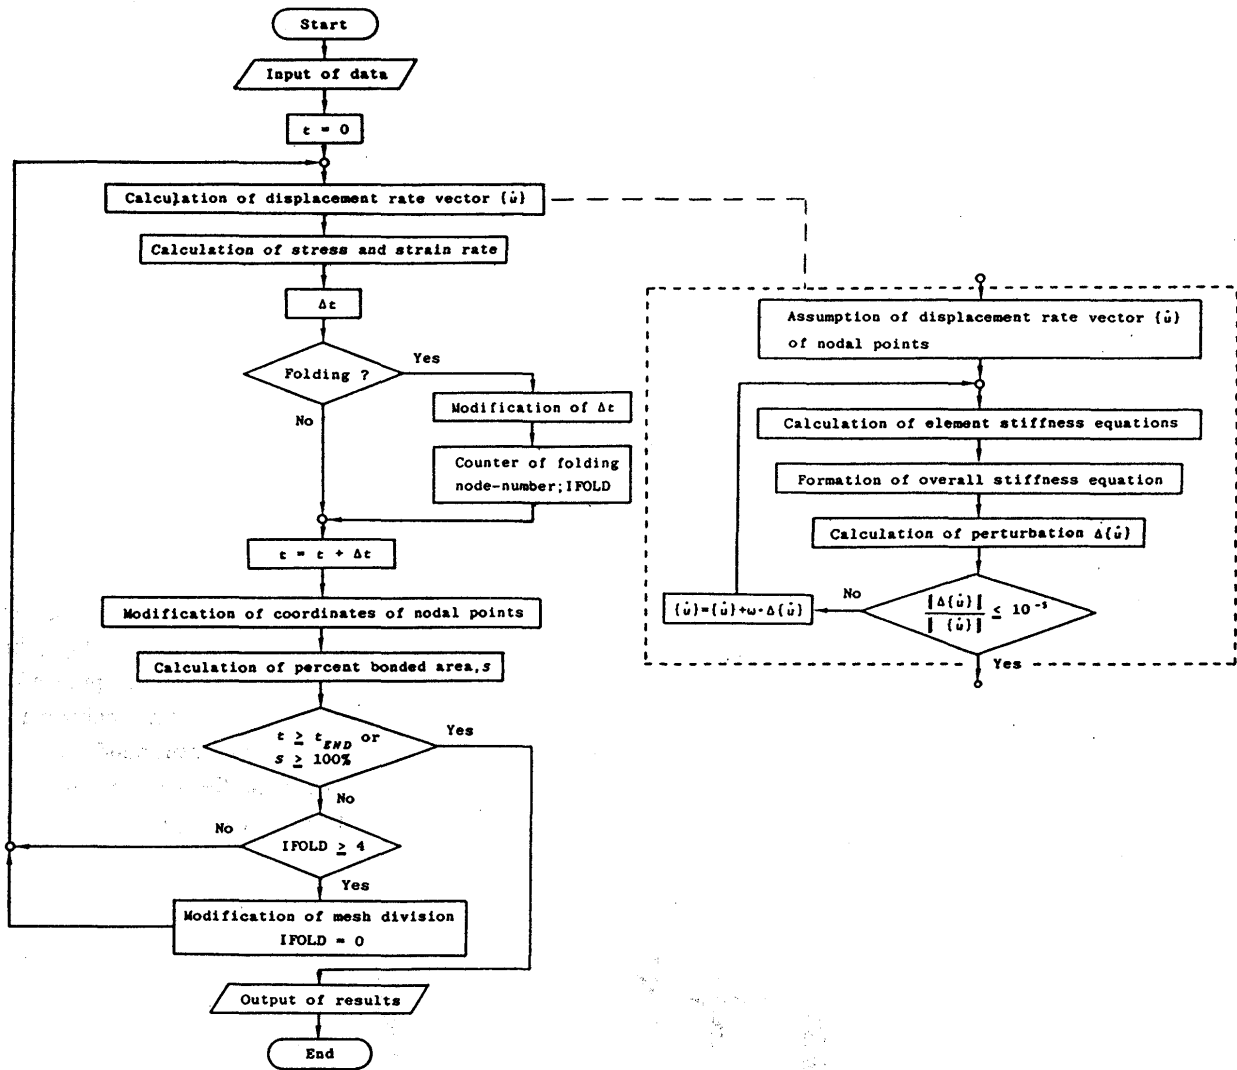 Start
Input of data
t = 0
Calculation of displacement rate vector {u̇}
Calculation of stress and strain rate
Δt
Folding ?
Yes
No
Modification of Δt
Counter of folding
node-number;IFOLD
t = t + Δt
Modification of coordinates of nodal points
Calculation of percent bonded area,s
t ≥ tEND or
s ≥ 100%
Yes
No
IFOLD ≥ 4
No
Yes
Modification of mesh division
IFOLD = 0
Output of results
End
Assumption of displacement rate vector {u̇}
of nodal points
Calculation of element stiffness equations
Formation of overall stiffness equation
Calculation of perturbation Δ{u̇}
‖Δ{u̇}‖ / ‖{u̇}‖ ≤ 10⁻⁵
No
{u̇}={u̇}+ω·Δ{u̇}
Yes